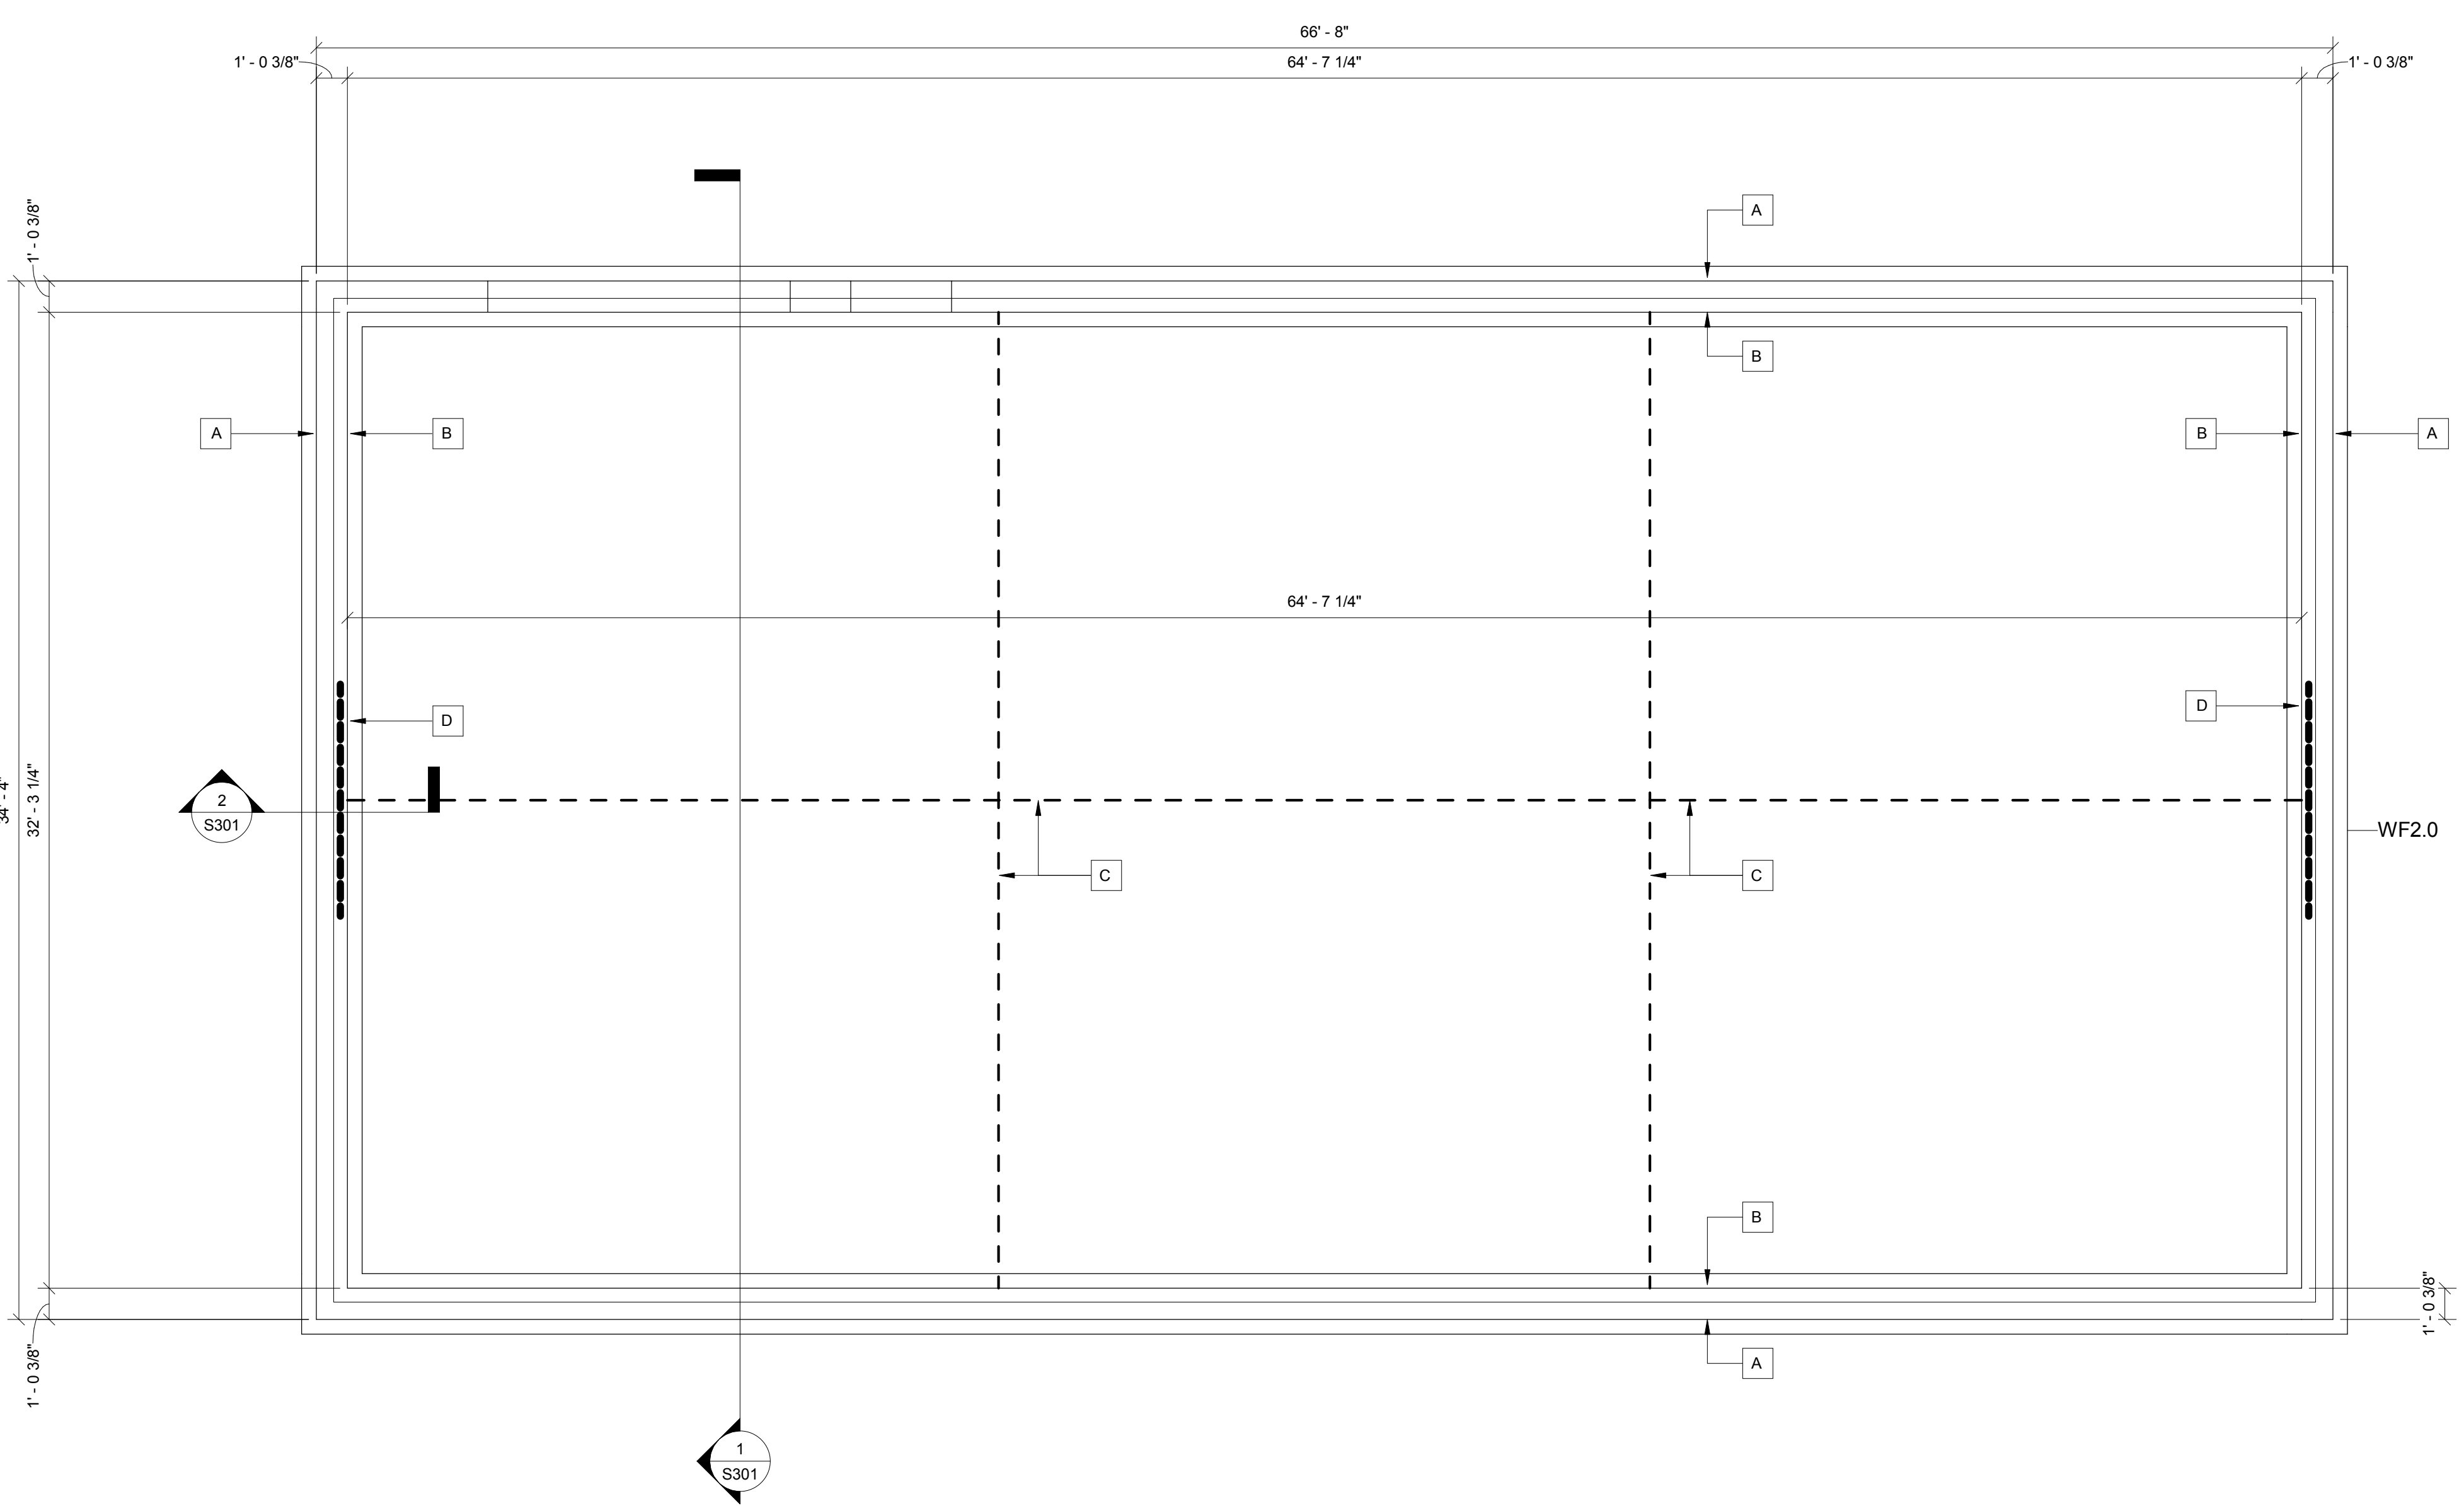 66' - 8"
1' - 0 3/8"
64' - 7 1/4"
1' - 0 3/8"
1' - 0 3/8"
A
B
A
B
B
A
64' - 7 1/4"
D
D
34' - 4"
32' - 3 1/4"
2
S301
WF2.0
C
C
B
1' - 0 3/8"
1' - 0 3/8"
A
1
S301